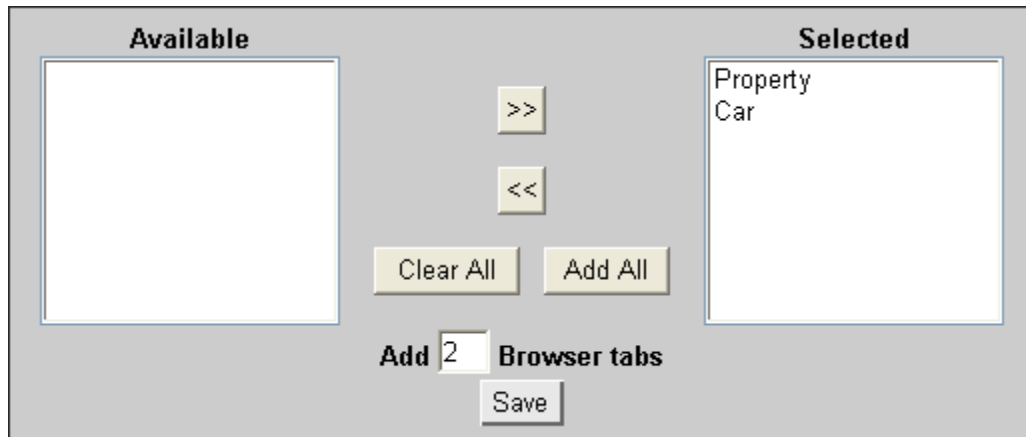 Available
Selected
Property
Car
>>
<<
Clear All
Add All
Add 2 Browser tabs
Save